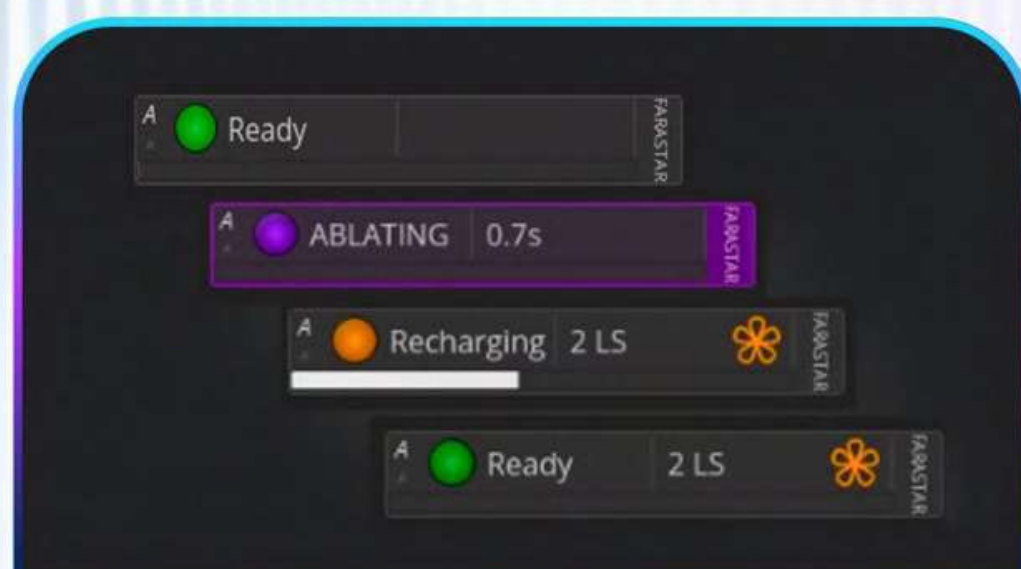 A Ready FARASTAR
A ABLATING 0.7s FARASTAR
A Recharging 2 LS FARASTAR
A Ready 2 LS FARASTAR